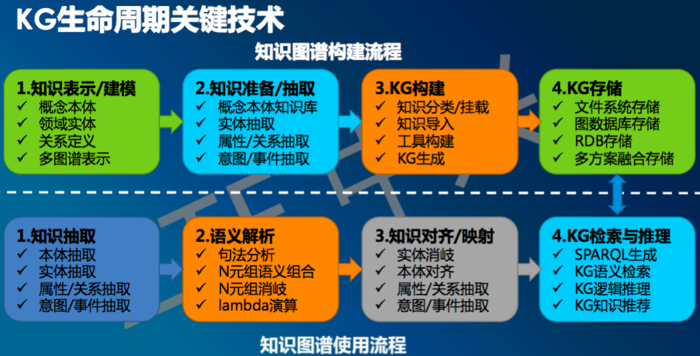 KG生命周期关键技术
知识图谱构建流程
1.知识表示/建模
✓ 概念本体
✓ 领域实体
✓ 关系定义
✓ 多图谱表示
2.知识准备/抽取
✓ 概念本体知识库
✓ 实体抽取
✓ 属性/关系抽取
✓ 意图/事件抽取
3.KG构建
✓ 知识分类/挂载
✓ 知识导入
✓ 工具构建
✓ KG生成
4.KG存储
✓ 文件系统存储
✓ 图数据库存储
✓ RDB存储
✓ 多方案融合存储
1.知识抽取
✓ 本体抽取
✓ 实体抽取
✓ 属性/关系抽取
✓ 意图/事件抽取
2.语义解析
✓ 句法分析
✓ N元组语义组合
✓ N元组消岐
✓ lambda演算
3.知识对齐/映射
✓ 实体消岐
✓ 本体对齐
✓ 属性/关系抽取
✓ 意图/事件抽取
4.KG检索与推理
✓ SPARQL生成
✓ KG语义检索
✓ KG逻辑推理
✓ KG知识推荐
知识图谱使用流程